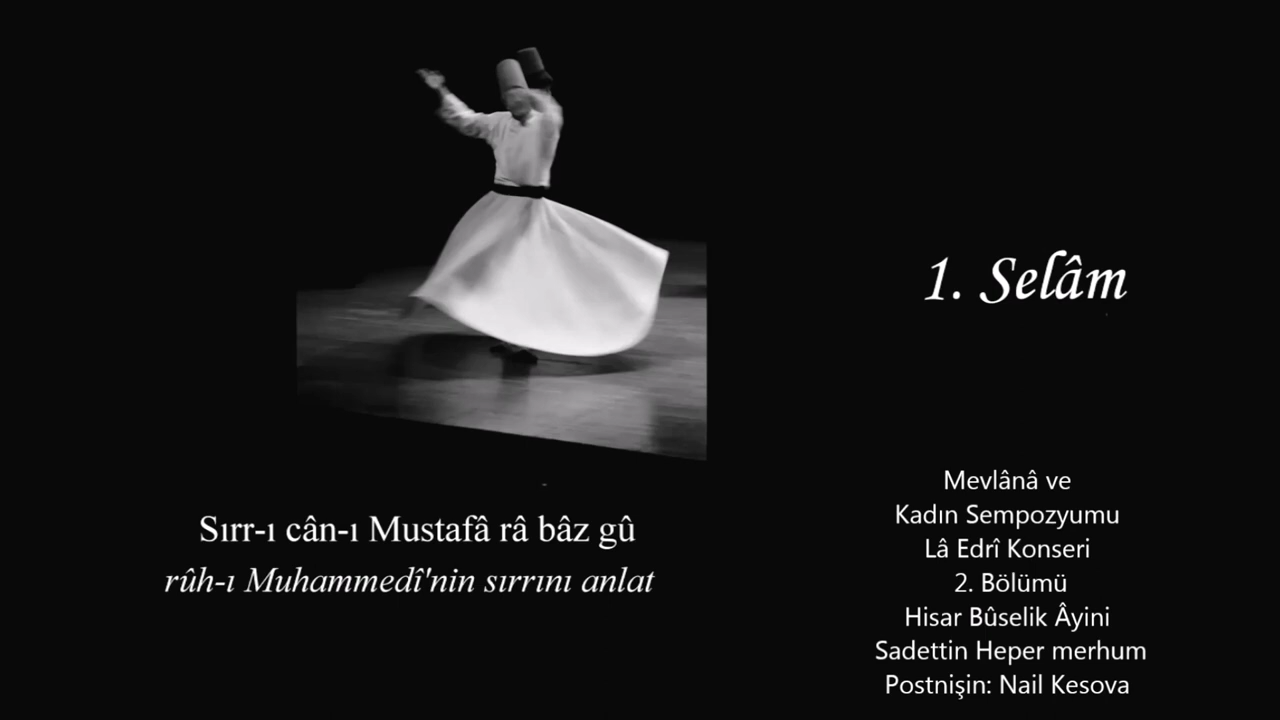 1. Selâm
Sırr-ı cân-ı Mustafâ râ bâz gû
rûh-ı Muhammedî'nin sırrını anlat
Mevlânâ ve
Kadın Sempozyumu
Lâ Edrî Konseri
2. Bölümü
Hisar Bûselik Âyini
Sadettin Heper merhum
Postnişin: Nail Kesova